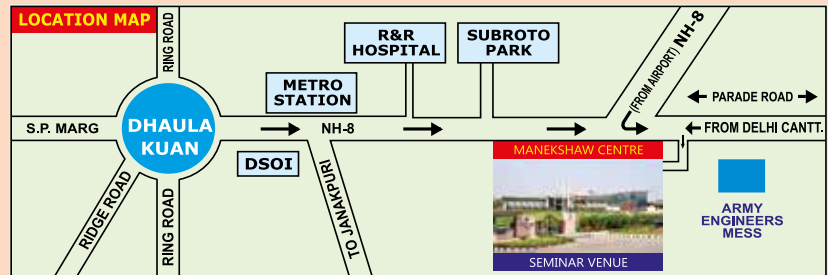 LOCATION MAP
RING ROAD
R&R
HOSPITAL
SUBROTO
PARK
(FROM AIRPORT) NH-8
METRO
STATION
PARADE ROAD
S.P. MARG
DHAULA
KUAN
NH-8
FROM DELHI CANTT.
DSOI
MANEKSHAW CENTRE
RIDGE ROAD
RING ROAD
TO JANAKPURI
ARMY
ENGINEERS
MESS
SEMINAR VENUE